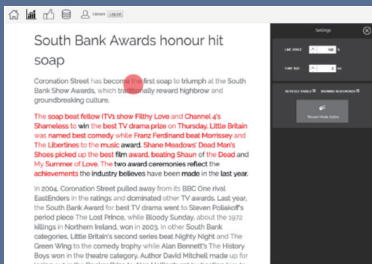 South Bank Awards honour hit
soap
Coronation Street has become the first soap to triumph at the South
Bank Show Awards, which traditionally reward highbrow and
groundbreaking culture.
The soap beat fellow ITV1 show Filthy Love and Channel 4's
Shameless to win the best TV drama prize on Thursday. Little Britain
was named best comedy while Franz Ferdinand beat Morrissey and
The Libertines to the music award. Shane Meadows' Dead Man's
Shoes picked up the best film award, beating Shaun of the Dead and
My Summer of Love. The two award ceremonies reflect the
achievements the industry believes have been made in the last year.
In 2004, Coronation Street pulled away from its BBC One rival
EastEnders in the ratings and dominated other TV awards. Last year,
the South Bank Award for best TV drama went to Steven Poliakoff's
period piece The Lost Prince, while Bloody Sunday, about the 1972
killings in Northern Ireland, won in 2003. In other South Bank
categories, Little Britain's second series beat Nighty Night and The
Green Wing to the comedy trophy while Alan Bennett's The History
Boys won in the theatre category. Author David Mitchell made up for
Settings
LINE SPACE
FONT SIZE